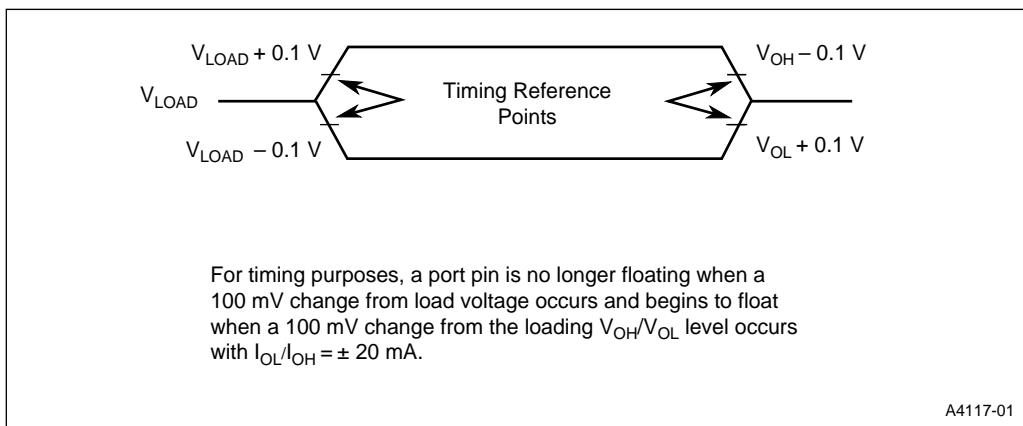 V_LOAD + 0.1 V
V_OH – 0.1 V
V_LOAD
Timing Reference
Points
V_LOAD – 0.1 V
V_OL + 0.1 V
For timing purposes, a port pin is no longer floating when a
100 mV change from load voltage occurs and begins to float
when a 100 mV change from the loading V_OH/V_OL level occurs
with I_OL/I_OH = ± 20 mA.
A4117-01